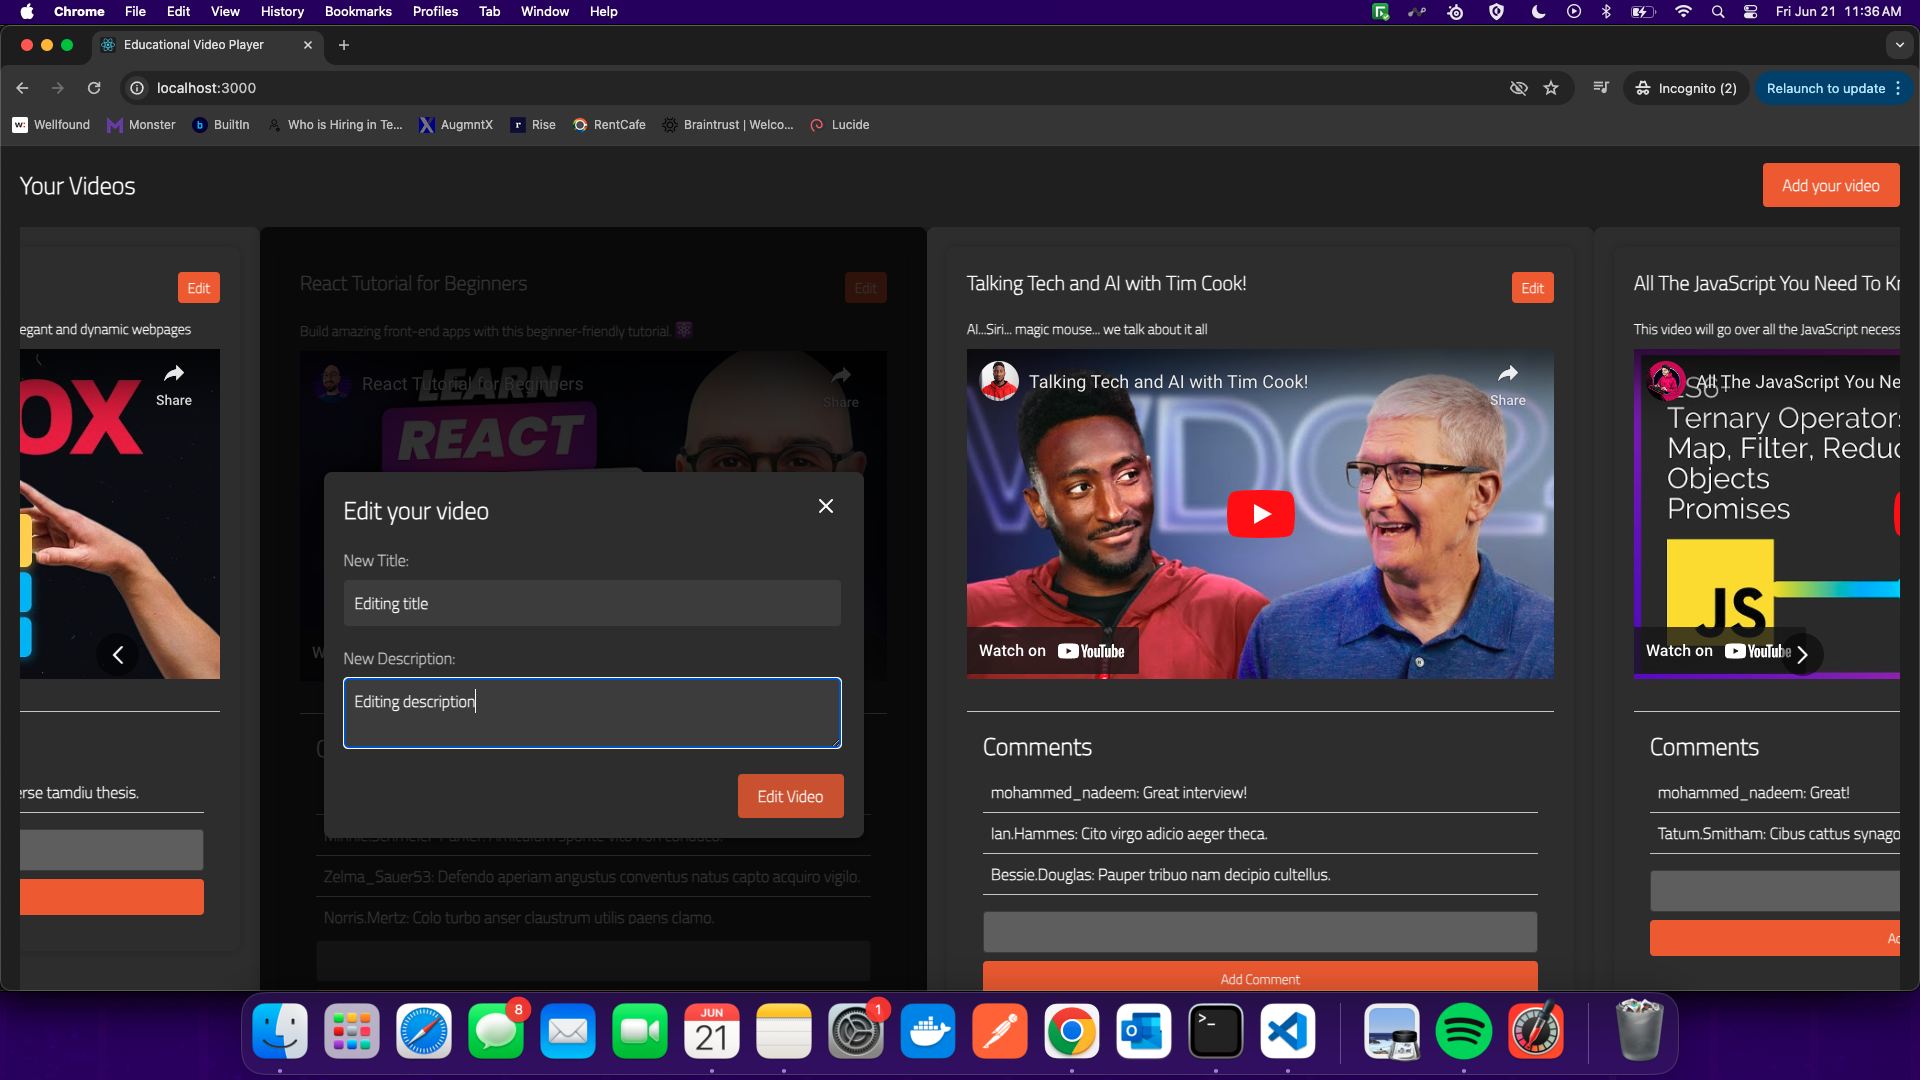 Chrome File Edit View History Bookmarks Profiles Tab Window Help
Fri Jun 21 11:36 AM
Educational Video Player
localhost:3000
Incognito (2)
Relaunch to update
Wellfound
Monster
BuiltIn
Who is Hiring in Te...
AugmntX
Rise
RentCafe
Braintrust | Welco...
Lucide
Your Videos
Add your video
Edit
egant and dynamic webpages
Share
OX
erse tamdiu thesis.
React Tutorial for Beginners
Edit
Build amazing front-end apps with this beginner-friendly tutorial.
React Tutorial for Beginners
Share
LEARN
REACT
Edit your video
New Title:
Editing title
New Description:
Editing description
Edit Video
Zelma_Sauer53: Defendo aperiam angustus conventus natus capto acquiro vigilo.
Norris.Mertz: Colo turbo anser claustrum utilis paens clamo.
Talking Tech and AI with Tim Cook!
Edit
AI...Siri... magic mouse... we talk about it all
Talking Tech and AI with Tim Cook!
Share
Watch on YouTube
Comments
mohammed_nadeem: Great interview!
Ian.Hammes: Cito virgo adicio aeger theca.
Bessie.Douglas: Pauper tribuo nam decipio cultellus.
Add Comment
All The JavaScript You Need To Kn
This video will go over all the JavaScript necess
All The JavaScript You Ne
ES6+
Ternary Operators
Map, Filter, Reduc
Objects
Promises
JS
Watch on YouTube
Comments
mohammed_nadeem: Great!
Tatum.Smitham: Cibus cattus synago
Ac
8
JUN
21
1